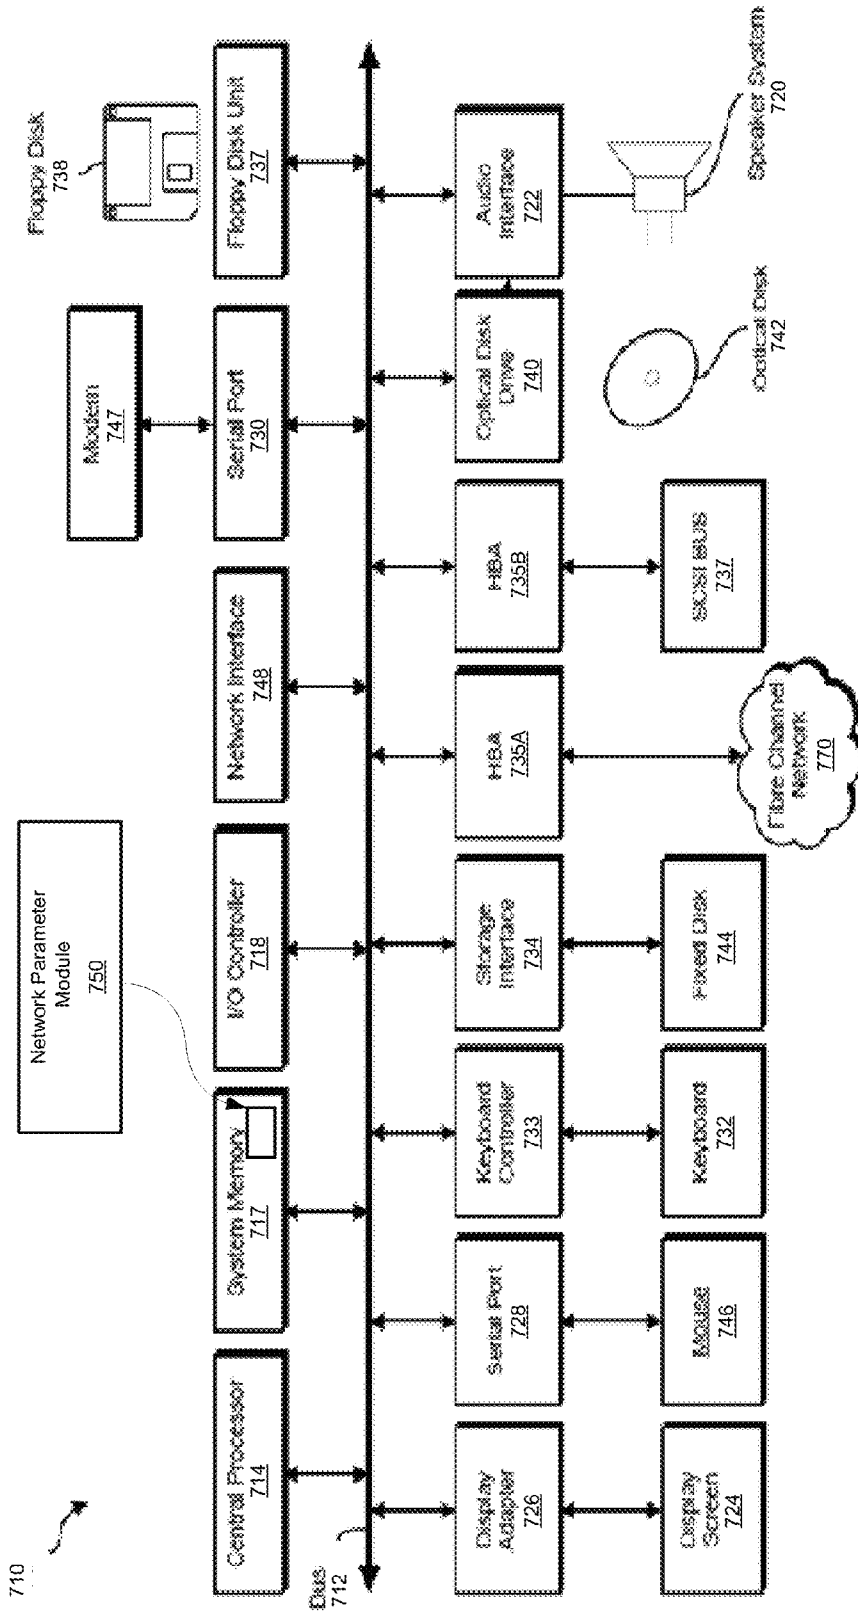 710
Network Parameter
Module
750
Floppy Disk
738
Modem
747
Central Processor
714
System Memory
717
I/O Controller
718
Network Interface
748
Serial Port
730
Floppy Disk Unit
737
Bus
712
Display
Adapter
726
Serial Port
728
Keyboard
Controller
733
Storage
Interface
734
HBA
735A
HBA
735B
Optical Disk
Drive
740
Audio
Interface
722
Display
Screen
724
Mouse
746
Keyboard
732
Fixed Disk
744
Fibre Channel
Network
770
SCSI BUS
737
Optical Disk
742
Speaker System
720